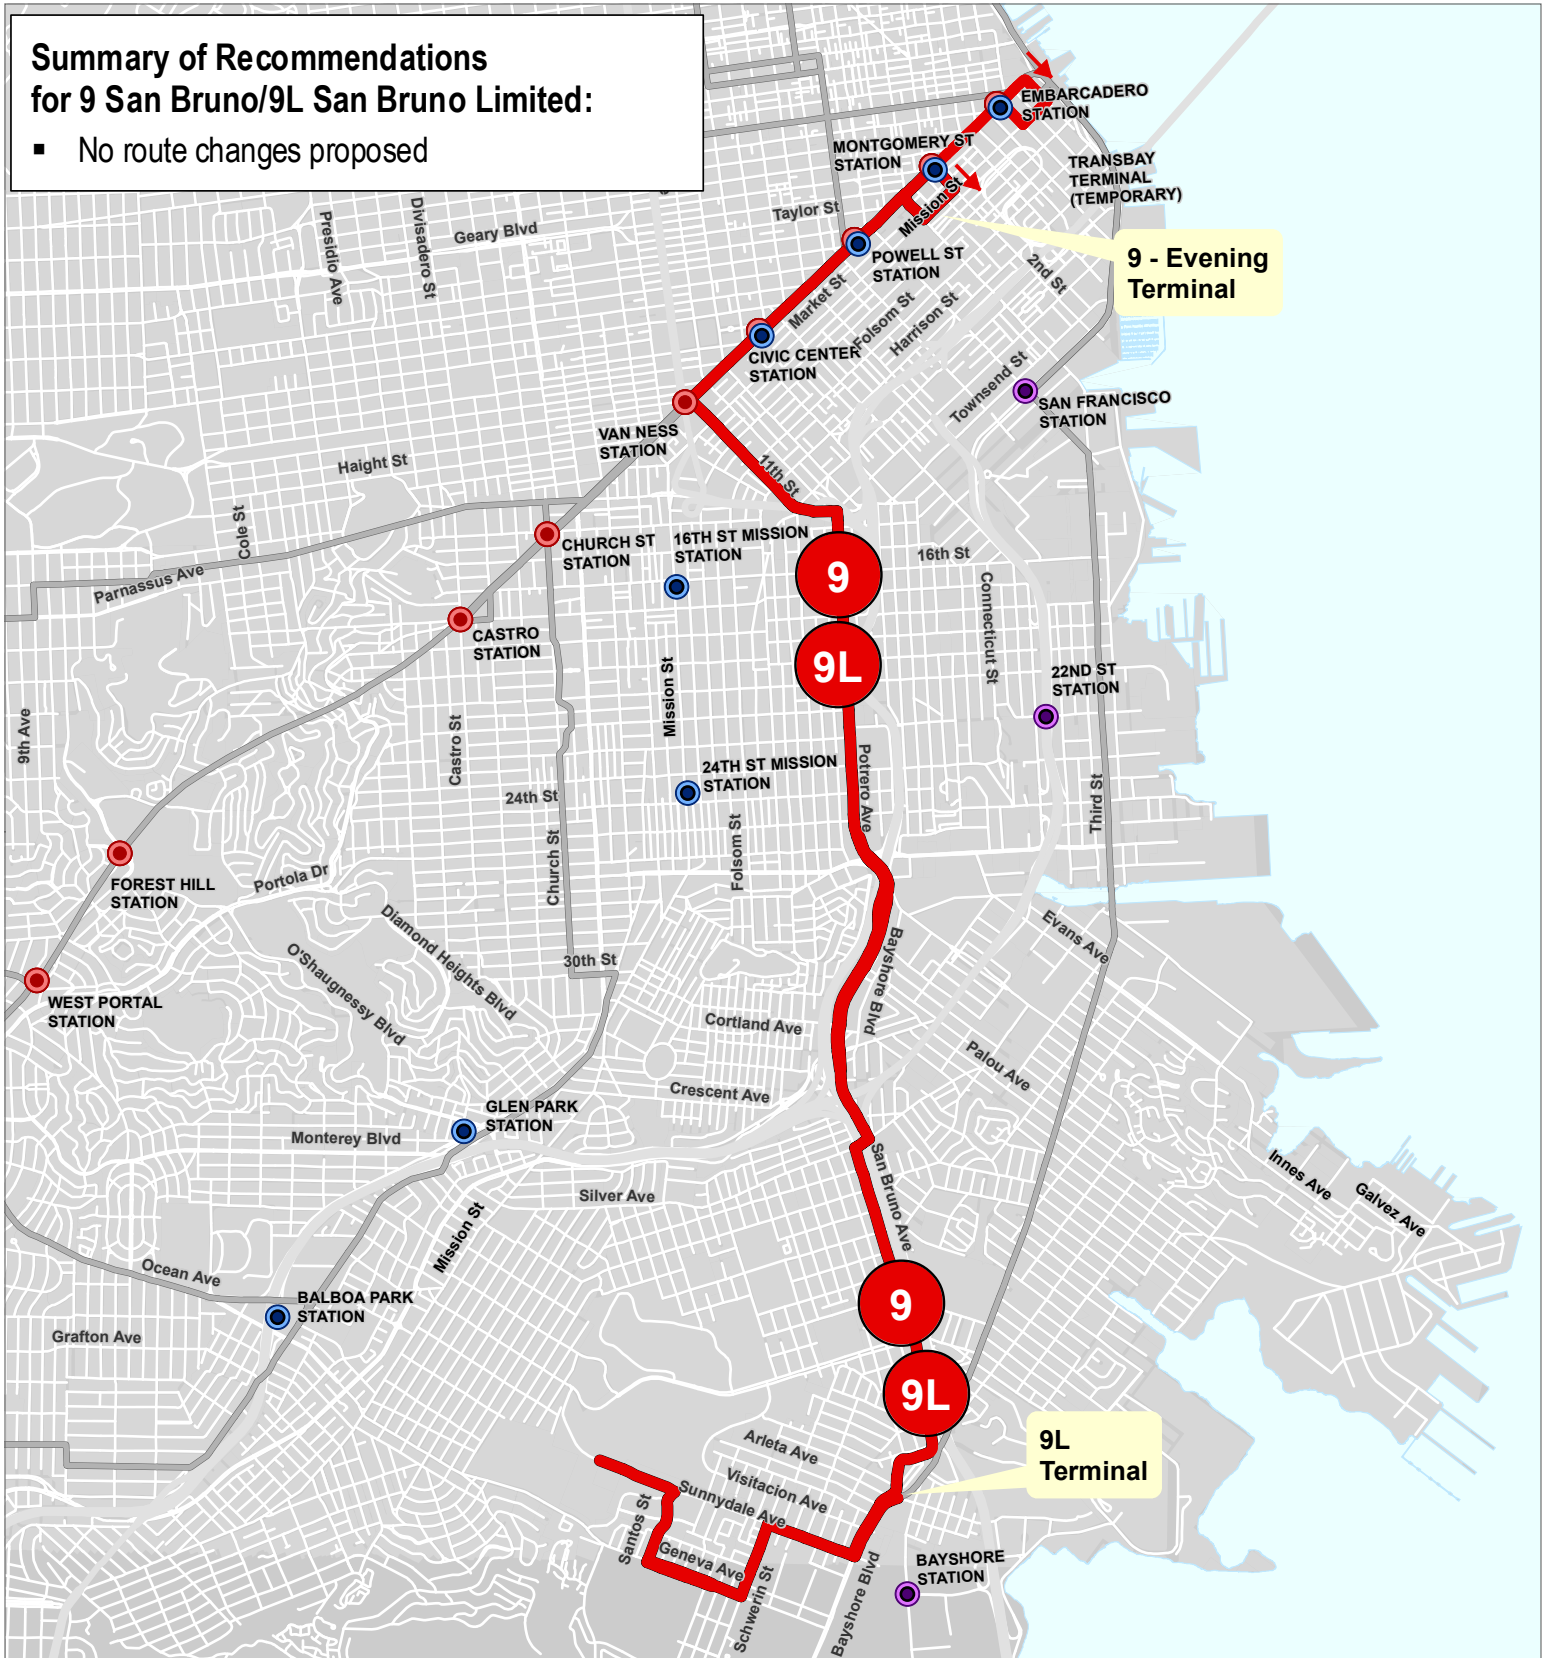 Summary of Recommendations
for 9 San Bruno/9L San Bruno Limited:
▪ No route changes proposed
EMBARCADERO
STATION
MONTGOMERY ST
STATION
TRANSBAY
TERMINAL
(TEMPORARY)
Mission St
Taylor St
Geary Blvd
Divisadero St
Presidio Ave
POWELL ST
STATION
9 - Evening
Terminal
2nd St
Market St
Folsom St
Harrison St
CIVIC CENTER
STATION
Townsend St
SAN FRANCISCO
STATION
VAN NESS
STATION
Haight St
11th St
Cole St
CHURCH ST
STATION
16TH ST MISSION
STATION
16th St
9
Parnassus Ave
Connecticut St
CASTRO
STATION
9L
22ND ST
STATION
Mission St
9th Ave
Castro St
24TH ST MISSION
STATION
Potrero Ave
24th St
Third St
Church St
Folsom St
FOREST HILL
STATION
Portola Dr
Diamond Heights Blvd
O'Shaugnessy Blvd
30th St
Bayshore Blvd
Evans Ave
WEST PORTAL
STATION
Cortland Ave
Palou Ave
Crescent Ave
GLEN PARK
STATION
Monterey Blvd
San Bruno Ave
Innes Ave
Galvez Ave
Silver Ave
Mission St
Ocean Ave
BALBOA PARK
STATION
Grafton Ave
9
9L
9L
Terminal
Arleta Ave
Visitacion Ave
Sunnydale Ave
Santos St
Geneva Ave
Schwerin St
Bayshore Blvd
BAYSHORE
STATION